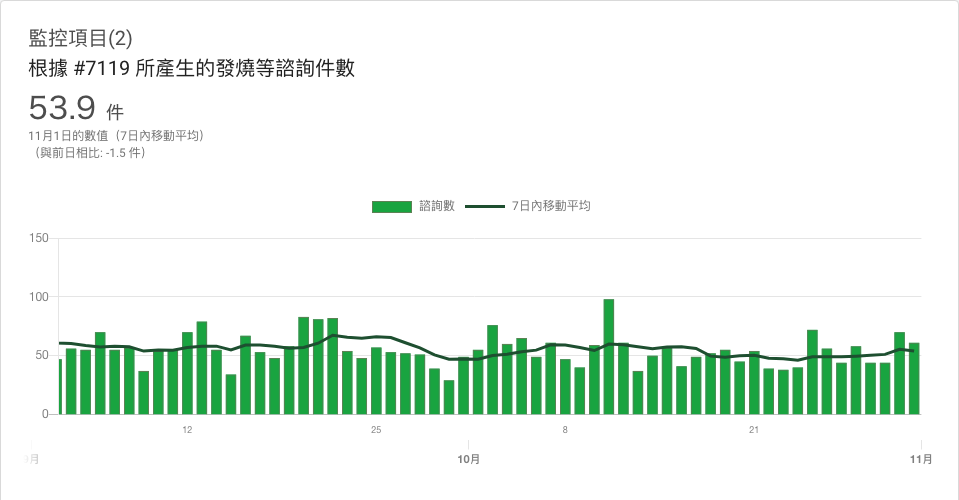 監控項目(2)
根據 #7119 所產生的發燒等諮詢件數
53.9 件
11月1日的數值（7日內移動平均）
（與前日相比: -1.5 件）
諮詢數 7日內移動平均
150
100
50
0
12 25 8 21
月 10月 11月